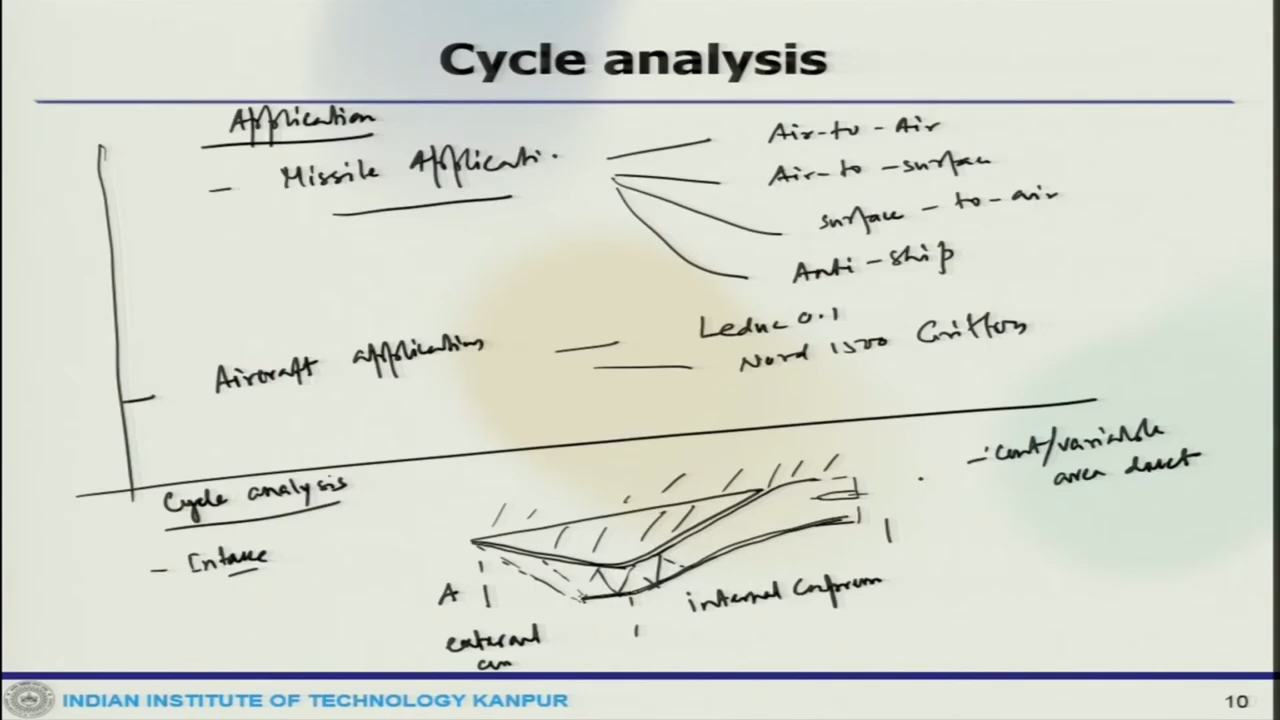 Cycle analysis
Application
- Missile Applicati.
Air-to-Air
Air-to-surface
surface-to-air
Anti-ship
Aircraft applications
Leduc 0.1
Nord 1500 Griffon
Cycle analysis
- Intake
- const/variable
area duct
A
external
com
internal compression
INDIAN INSTITUTE OF TECHNOLOGY KANPUR
10